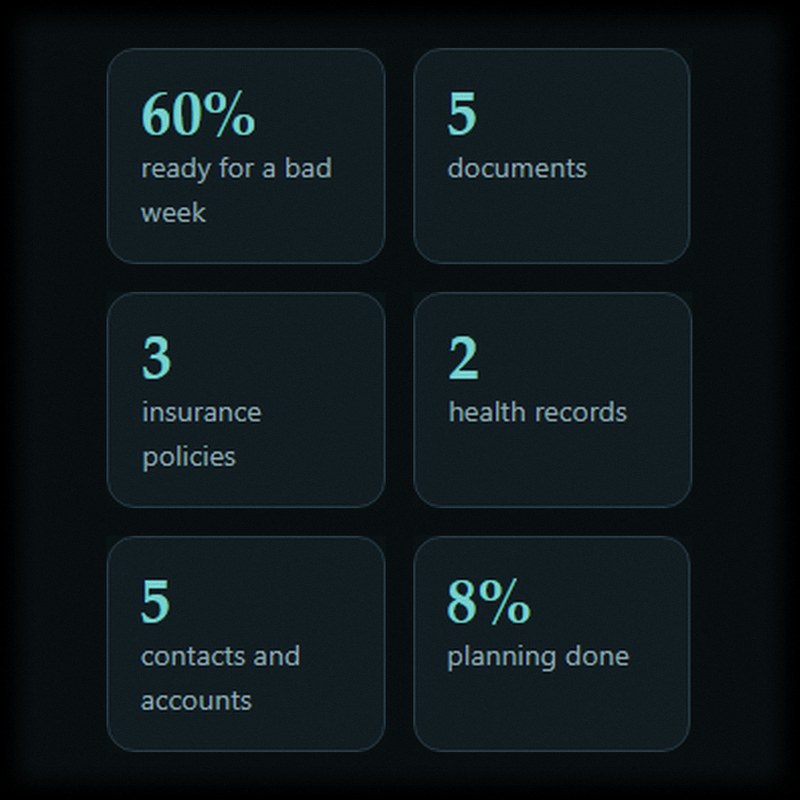 60%
ready for a bad
week
5
documents
3
insurance
policies
2
health records
5
contacts and
accounts
8%
planning done